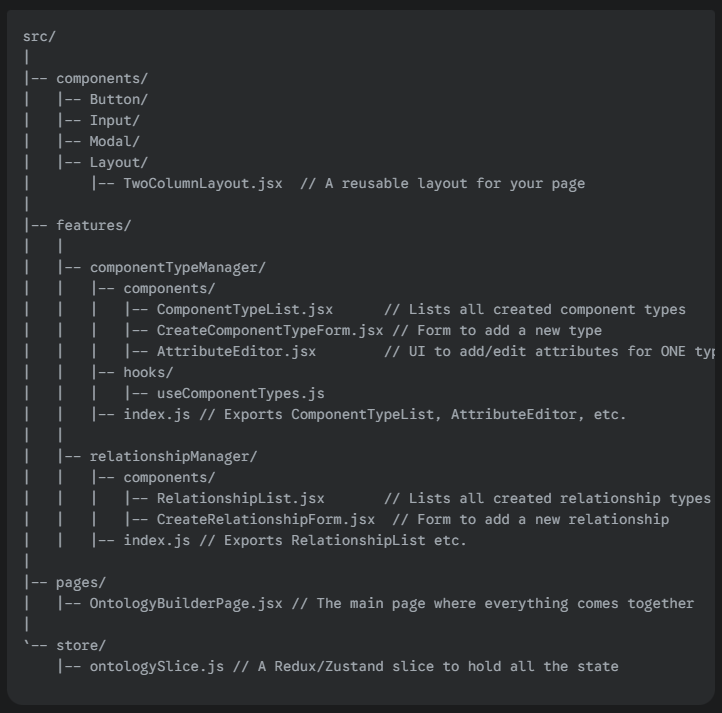 src/
|
|-- components/
|   |-- Button/
|   |-- Input/
|   |-- Modal/
|   |-- Layout/
|       |-- TwoColumnLayout.jsx  // A reusable layout for your page
|
|-- features/
|   |
|   |-- componentTypeManager/
|   |   |-- components/
|   |   |   |-- ComponentTypeList.jsx      // Lists all created component types
|   |   |   |-- CreateComponentTypeForm.jsx // Form to add a new type
|   |   |   |-- AttributeEditor.jsx        // UI to add/edit attributes for ONE typ
|   |   |-- hooks/
|   |   |   |-- useComponentTypes.js
|   |   |-- index.js // Exports ComponentTypeList, AttributeEditor, etc.
|   |
|   |-- relationshipManager/
|   |   |-- components/
|   |   |   |-- RelationshipList.jsx       // Lists all created relationship types
|   |   |   |-- CreateRelationshipForm.jsx  // Form to add a new relationship
|   |   |-- index.js // Exports RelationshipList etc.
|
|-- pages/
|   |-- OntologyBuilderPage.jsx // The main page where everything comes together
|
`-- store/
    |-- ontologySlice.js // A Redux/Zustand slice to hold all the state